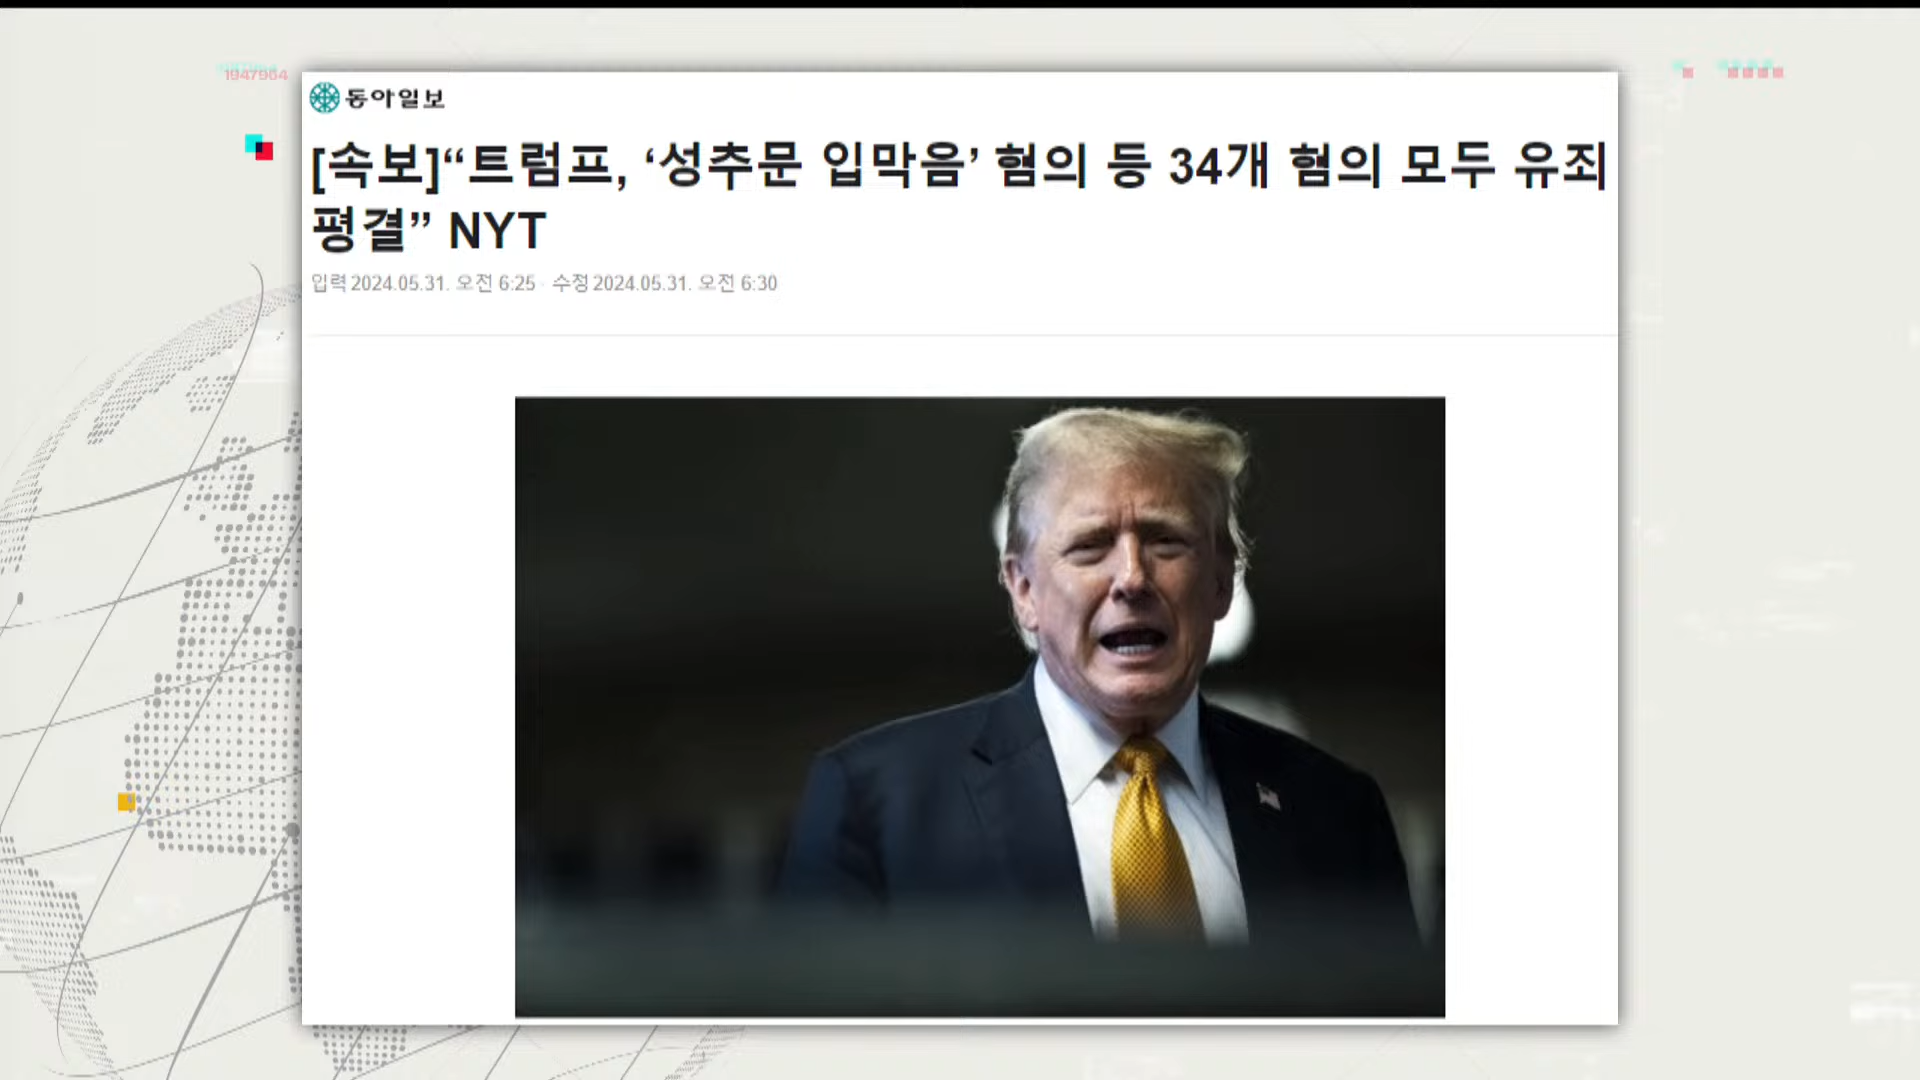 1947964
동아일보
[속보]“트럼프, ‘성추문 입막음’ 혐의 등 34개 혐의 모두 유죄
평결” NYT
입력 2024.05.31. 오전 6:25 · 수정 2024.05.31. 오전 6:30